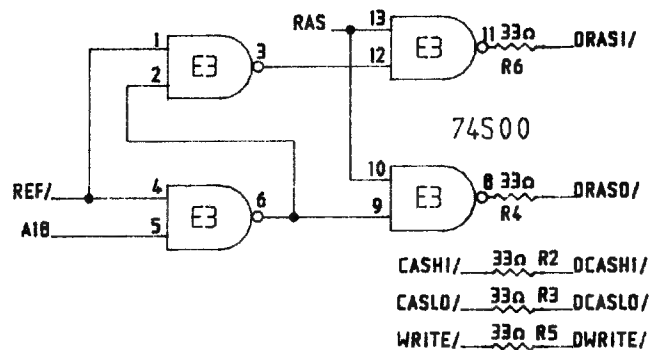 RAS
13
12
E3
11 33Ω DRAS1/
R6
1
2
E3
3
74S00
REF/
A18
4
5
E3
6
10
9
E3
8 33Ω DRAS0/
R4
CASHI/ 33Ω R2 DCASHI/
CASLO/ 33Ω R3 DCASLO/
WRITE/ 33Ω R5 DWRITE/